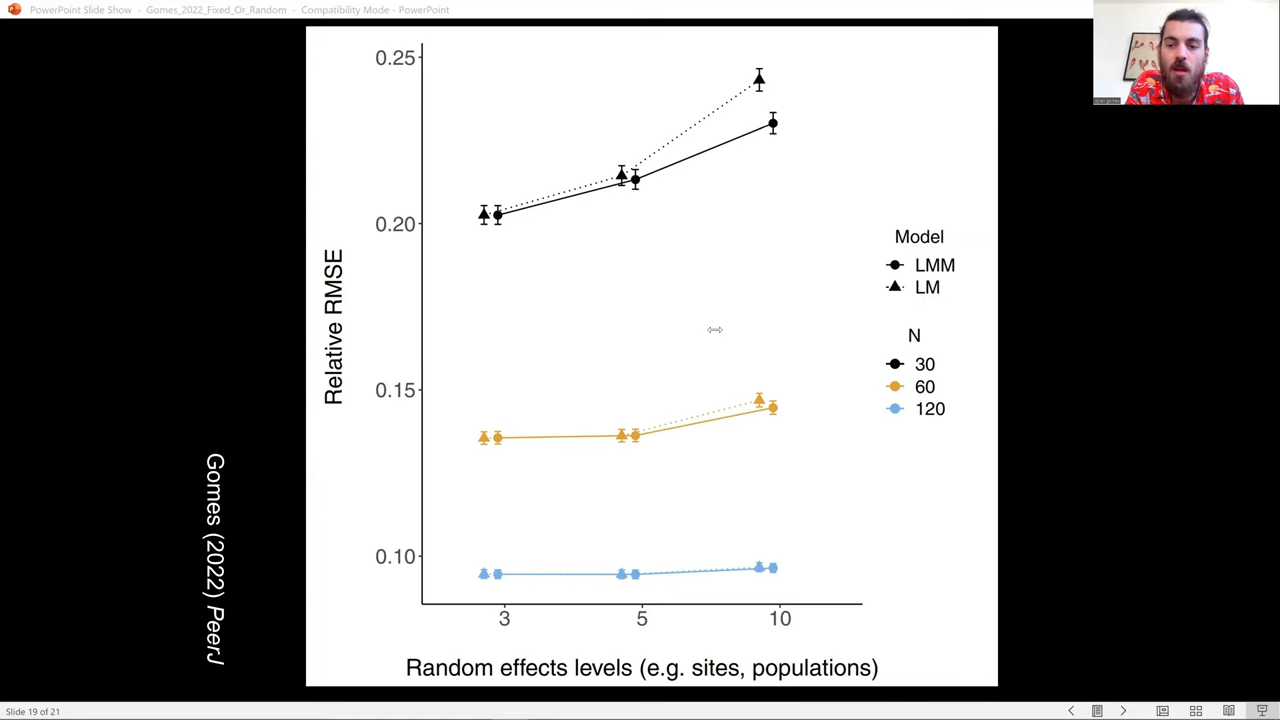 PowerPoint Slide Show - Gomes_2022_Fixed_Or_Random - Compatibility Mode - PowerPoint
0.25
0.20
0.15
0.10
Relative RMSE
3 5 10
Random effects levels (e.g. sites, populations)
Model
LMM
LM
N
30
60
120
Gomes (2022) PeerJ
Slide 19 of 21